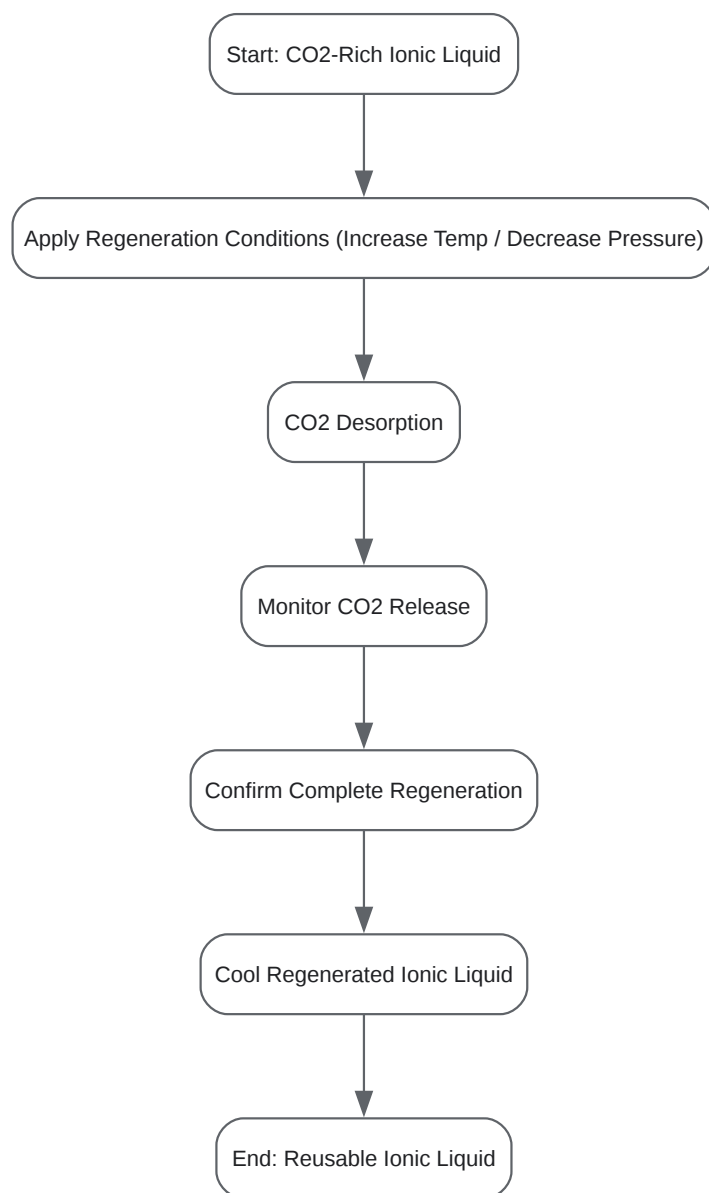 Start: CO2-Rich Ionic Liquid
Apply Regeneration Conditions (Increase Temp / Decrease Pressure)
CO2 Desorption
Monitor CO2 Release
Confirm Complete Regeneration
Cool Regenerated Ionic Liquid
End: Reusable Ionic Liquid